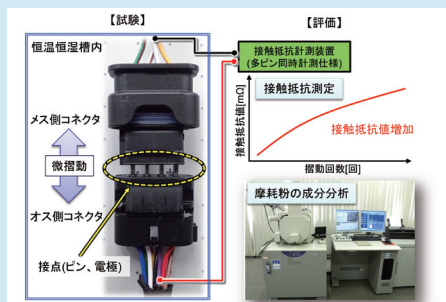 【試験】
恒温恒湿槽内
メス側コネクタ
微摺動
オス側コネクタ
接点(ピン、電極)
【評価】
接触抵抗計測装置
(多ピン同時計測仕様)
接触抵抗測定
接触抵抗値[mΩ]
接触抵抗値増加
摺動回数[回]
摩耗粉の成分分析